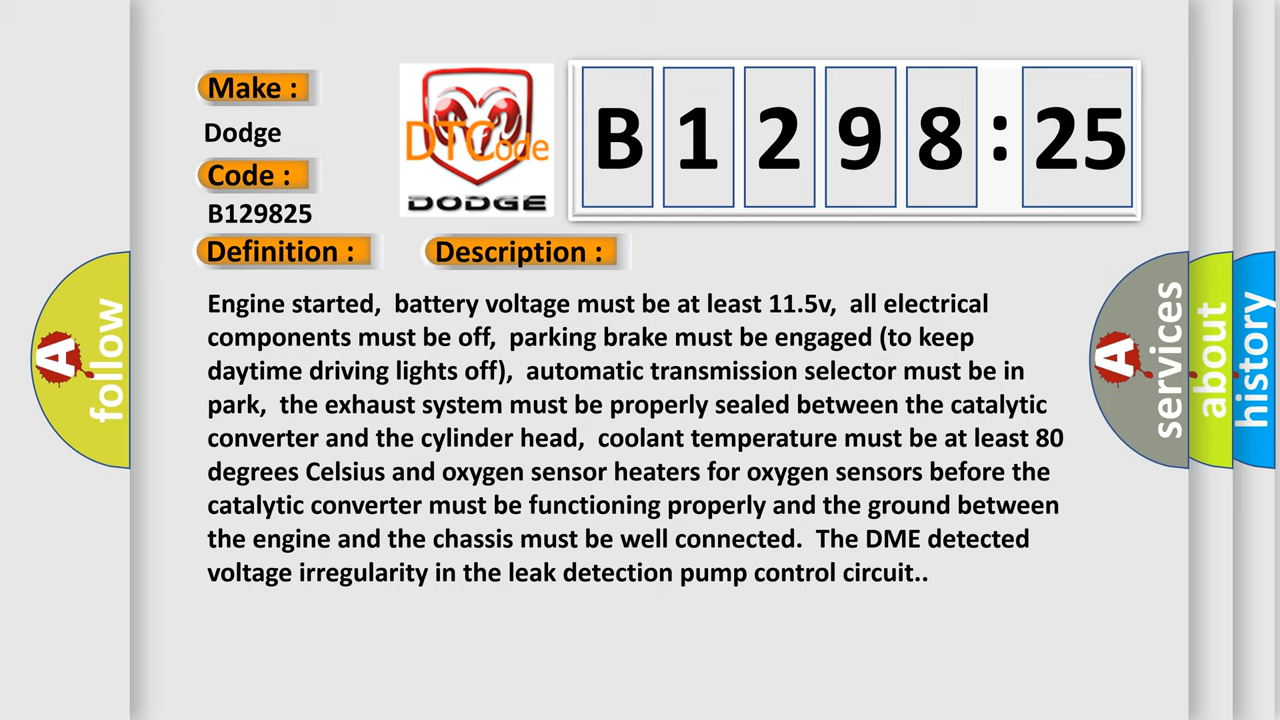 Make :
Dodge
Code :
B129825
Definition :
Description :
DTCode
DODGE
B1298:25
Engine started, battery voltage must be at least 11.5v, all electrical
components must be off, parking brake must be engaged (to keep
daytime driving lights off), automatic transmission selector must be in
park, the exhaust system must be properly sealed between the catalytic
converter and the cylinder head, coolant temperature must be at least 80
degrees Celsius and oxygen sensor heaters for oxygen sensors before the
catalytic converter must be functioning properly and the ground between
the engine and the chassis must be well connected. The DME detected
voltage irregularity in the leak detection pump control circuit..
A follow
A services
about
history